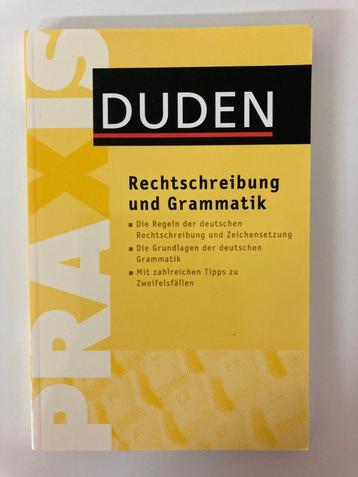 PRAXIS
DUDEN
Rechtschreibung
und Grammatik
■ Die Regeln der deutschen
Rechtschreibung und Zeichensetzung
■ Die Grundlagen der deutschen
Grammatik
■ Mit zahlreichen Tipps zu
Zweifelsfällen